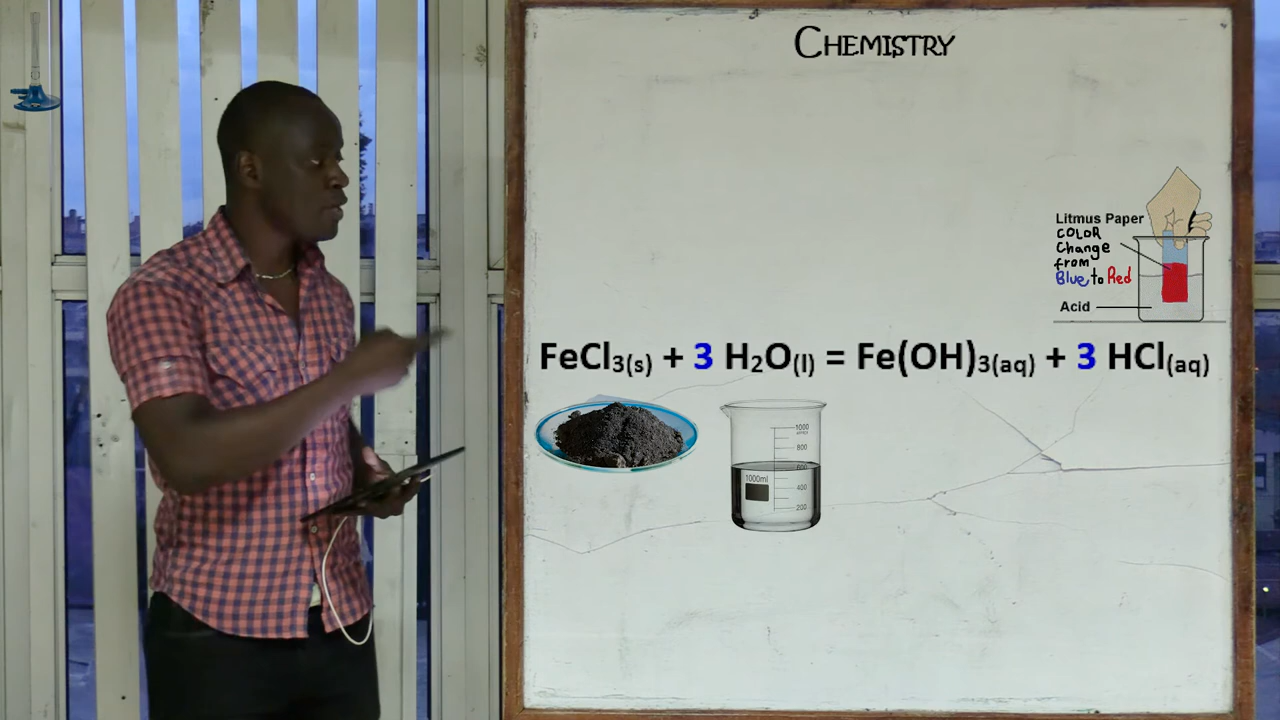 CHEMISTRY
Litmus Paper
COLOR
Change
from
Blue to Red
Acid
FeCl3(s) + 3 H2O(l) = Fe(OH)3(aq) + 3 HCl(aq)
1000
800
600
400
200
1000ml